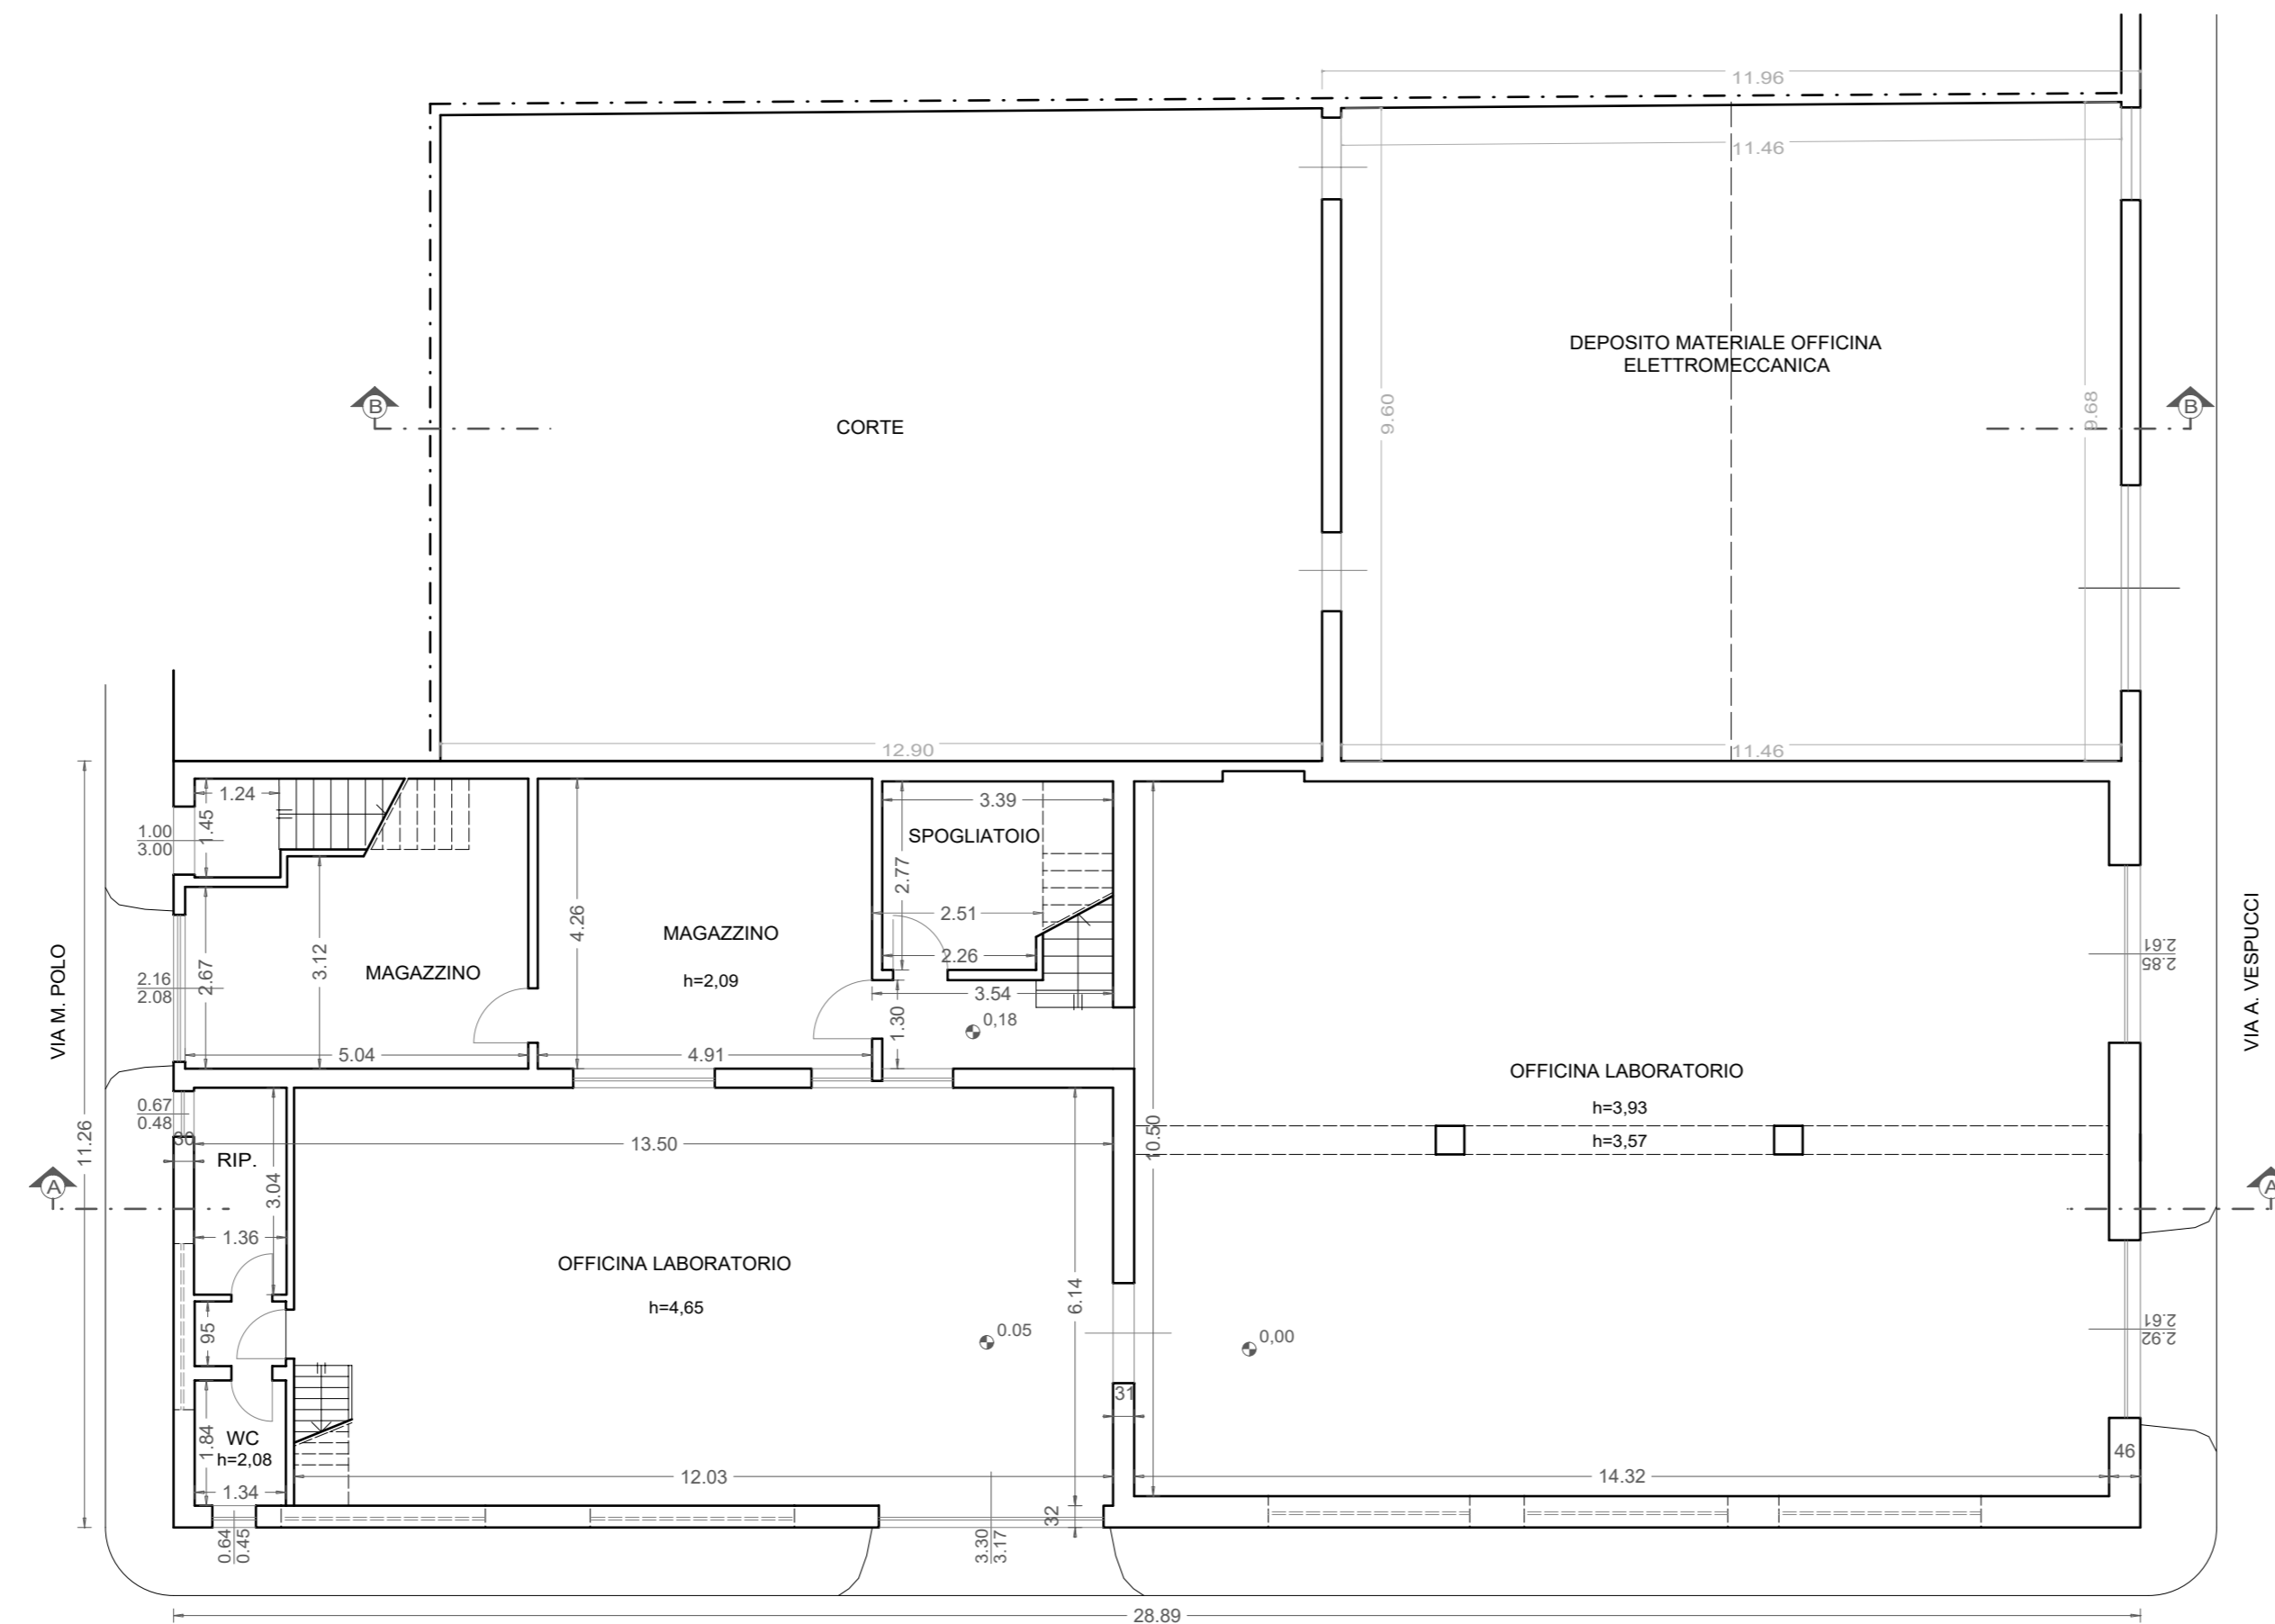 11.96
11.46
DEPOSITO MATERIALE OFFICINA
ELETTROMECCANICA
9.60
9.68
B
B
CORTE
12.90
11.46
1.24
1.45
1.00
3.00
3.39
SPOGLIATOIO
2.77
4.26
2.51
2.26
MAGAZZINO
h=2,09
3.12
MAGAZZINO
2.67
2.16
2.08
VIA M. POLO
3.54
1.30
0,18
5.04
4.91
2.61
2.85
VIA A. VESPUCCI
OFFICINA LABORATORIO
h=3,93
h=3,57
10.50
0.67
0.48
11.26
13.50
RIP.
3.04
1.36
A
A
OFFICINA LABORATORIO
h=4,65
6.14
0.05
0,00
95
2.61
2.92
31
1.84
WC
h=2,08
1.34
12.03
14.32
46
32
0.64
0.45
3.30
3.17
28.89